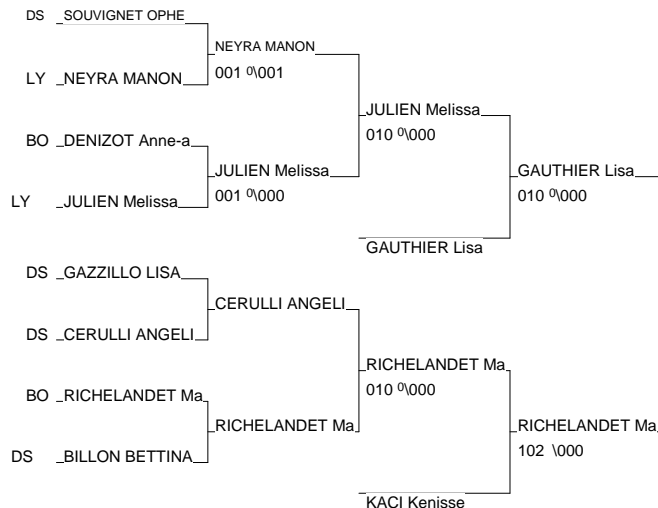 DS SOUVIGNET OPHE
NEYRA MANON
001 0\001
LY NEYRA MANON
JULIEN Melissa
010 0\000
BO DENIZOT Anne-a
JULIEN Melissa
001 0\000
GAUTHIER Lisa
010 0\000
LY JULIEN Melissa
GAUTHIER Lisa
DS GAZZILLO LISA
CERULLI ANGELI
DS CERULLI ANGELI
RICHELANDET Ma
010 0\000
BO RICHELANDET Ma
RICHELANDET Ma
RICHELANDET Ma
102 \000
DS BILLON BETTINA
KACI Kenisse